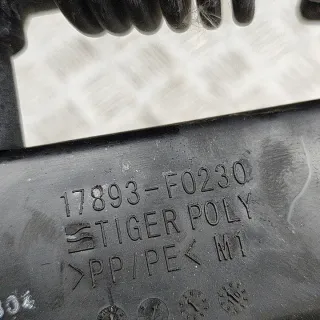 17893-F0230
TIGER POLY
>PP/PE< M1